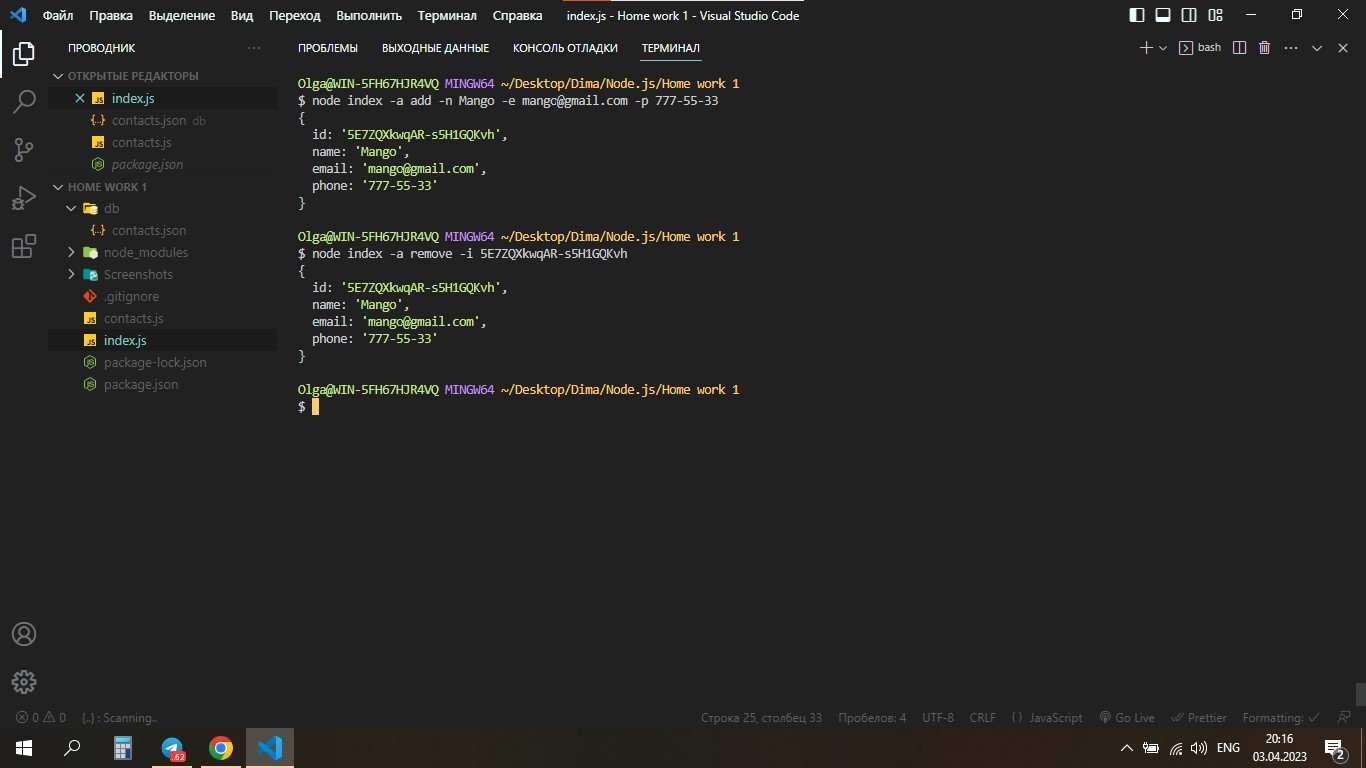 Файл Правка Выделение Вид Переход Выполнить Терминал Справка index.js - Home work 1 - Visual Studio Code
ПРОВОДНИК
ПРОБЛЕМЫ ВЫХОДНЫЕ ДАННЫЕ КОНСОЛЬ ОТЛАДКИ ТЕРМИНАЛ bash
ОТКРЫТЫЕ РЕДАКТОРЫ
JS index.js
{..} contacts.json db
JS contacts.js
package.json
HOME WORK 1
db
{..} contacts.json
node_modules
Screenshots
.gitignore
JS contacts.js
JS index.js
package-lock.json
package.json
Olga@WIN-5FH67HJR4VQ MINGW64 ~/Desktop/Dima/Node.js/Home work 1
$ node index -a add -n Mango -e mango@gmail.com -p 777-55-33
{
  id: '5E7ZQXkwqAR-s5H1GQKvh',
  name: 'Mango',
  email: 'mango@gmail.com',
  phone: '777-55-33'
}
Olga@WIN-5FH67HJR4VQ MINGW64 ~/Desktop/Dima/Node.js/Home work 1
$ node index -a remove -i 5E7ZQXkwqAR-s5H1GQKvh
{
  id: '5E7ZQXkwqAR-s5H1GQKvh',
  name: 'Mango',
  email: 'mango@gmail.com',
  phone: '777-55-33'
}
Olga@WIN-5FH67HJR4VQ MINGW64 ~/Desktop/Dima/Node.js/Home work 1
$
0 0 {..} : Scanning.. Строка 25, столбец 33 Пробелов: 4 UTF-8 CRLF {} JavaScript Go Live Prettier Formatting:
.62 ENG 20:16 2
03.04.2023